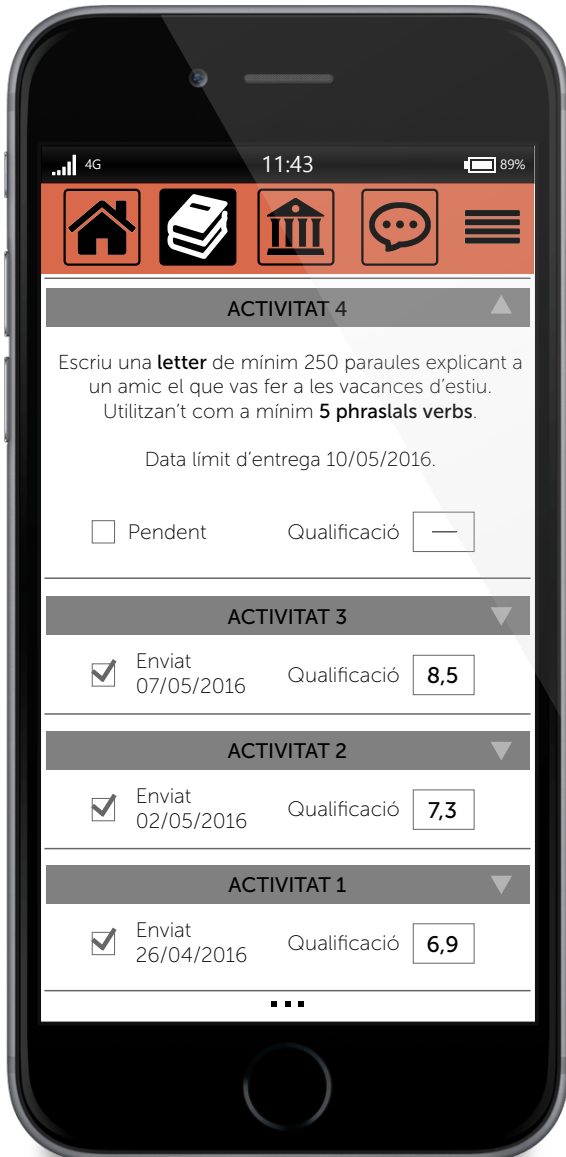 4G
11:43
89%
ACTIVITAT 4
Escriu una letter de mínim 250 paraules explicant a
un amic el que vas fer a les vacances d'estiu.
Utilitzan't com a mínim 5 phraslals verbs.
Data límit d'entrega 10/05/2016.
Pendent
Qualificació
—
ACTIVITAT 3
Enviat
07/05/2016
Qualificació
8,5
ACTIVITAT 2
Enviat
02/05/2016
Qualificació
7,3
ACTIVITAT 1
Enviat
26/04/2016
Qualificació
6,9
...